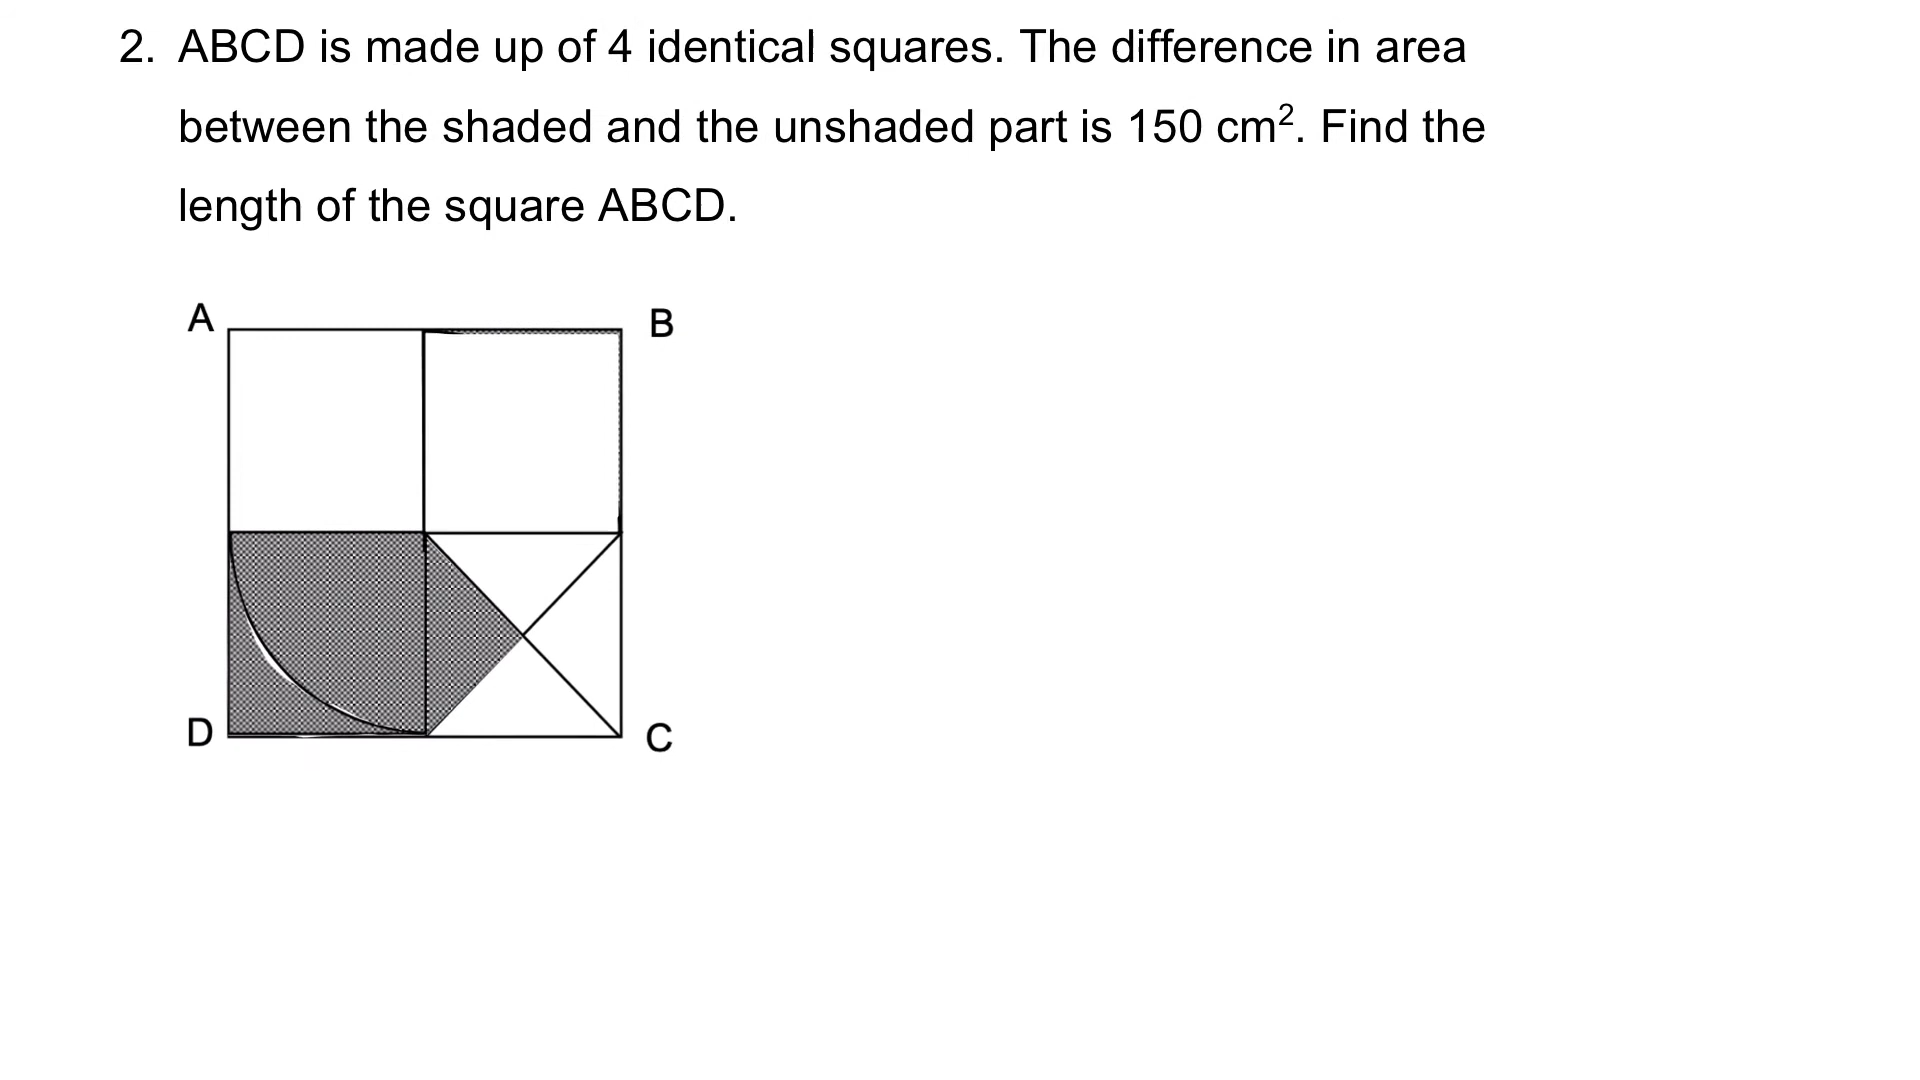 2. ABCD is made up of 4 identical squares. The difference in area
between the shaded and the unshaded part is 150 cm². Find the
length of the square ABCD.
A
B
D
C